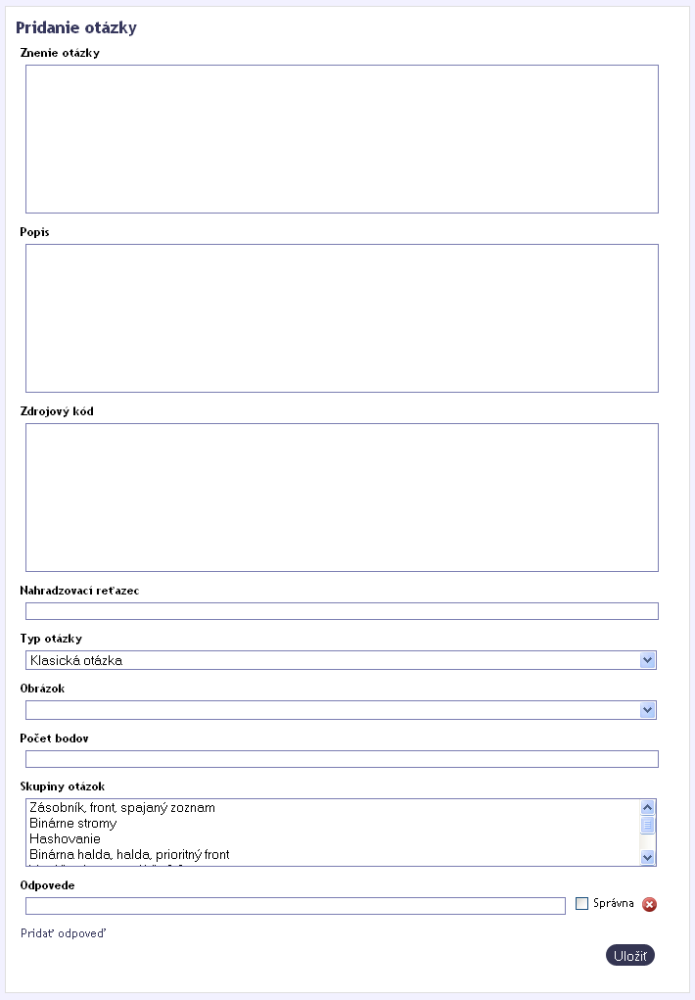 Pridanie otázky
Znenie otázky
Popis
Zdrojový kód
Nahradzovací reťazec
Typ otázky
Klasická otázka
Obrázok
Počet bodov
Skupiny otázok
Zásobník, front, spajaný zoznam
Binárne stromy
Hashovanie
Binárna halda, halda, prioritný front
Odpovede
Správna
Pridať odpoveď
Uložiť